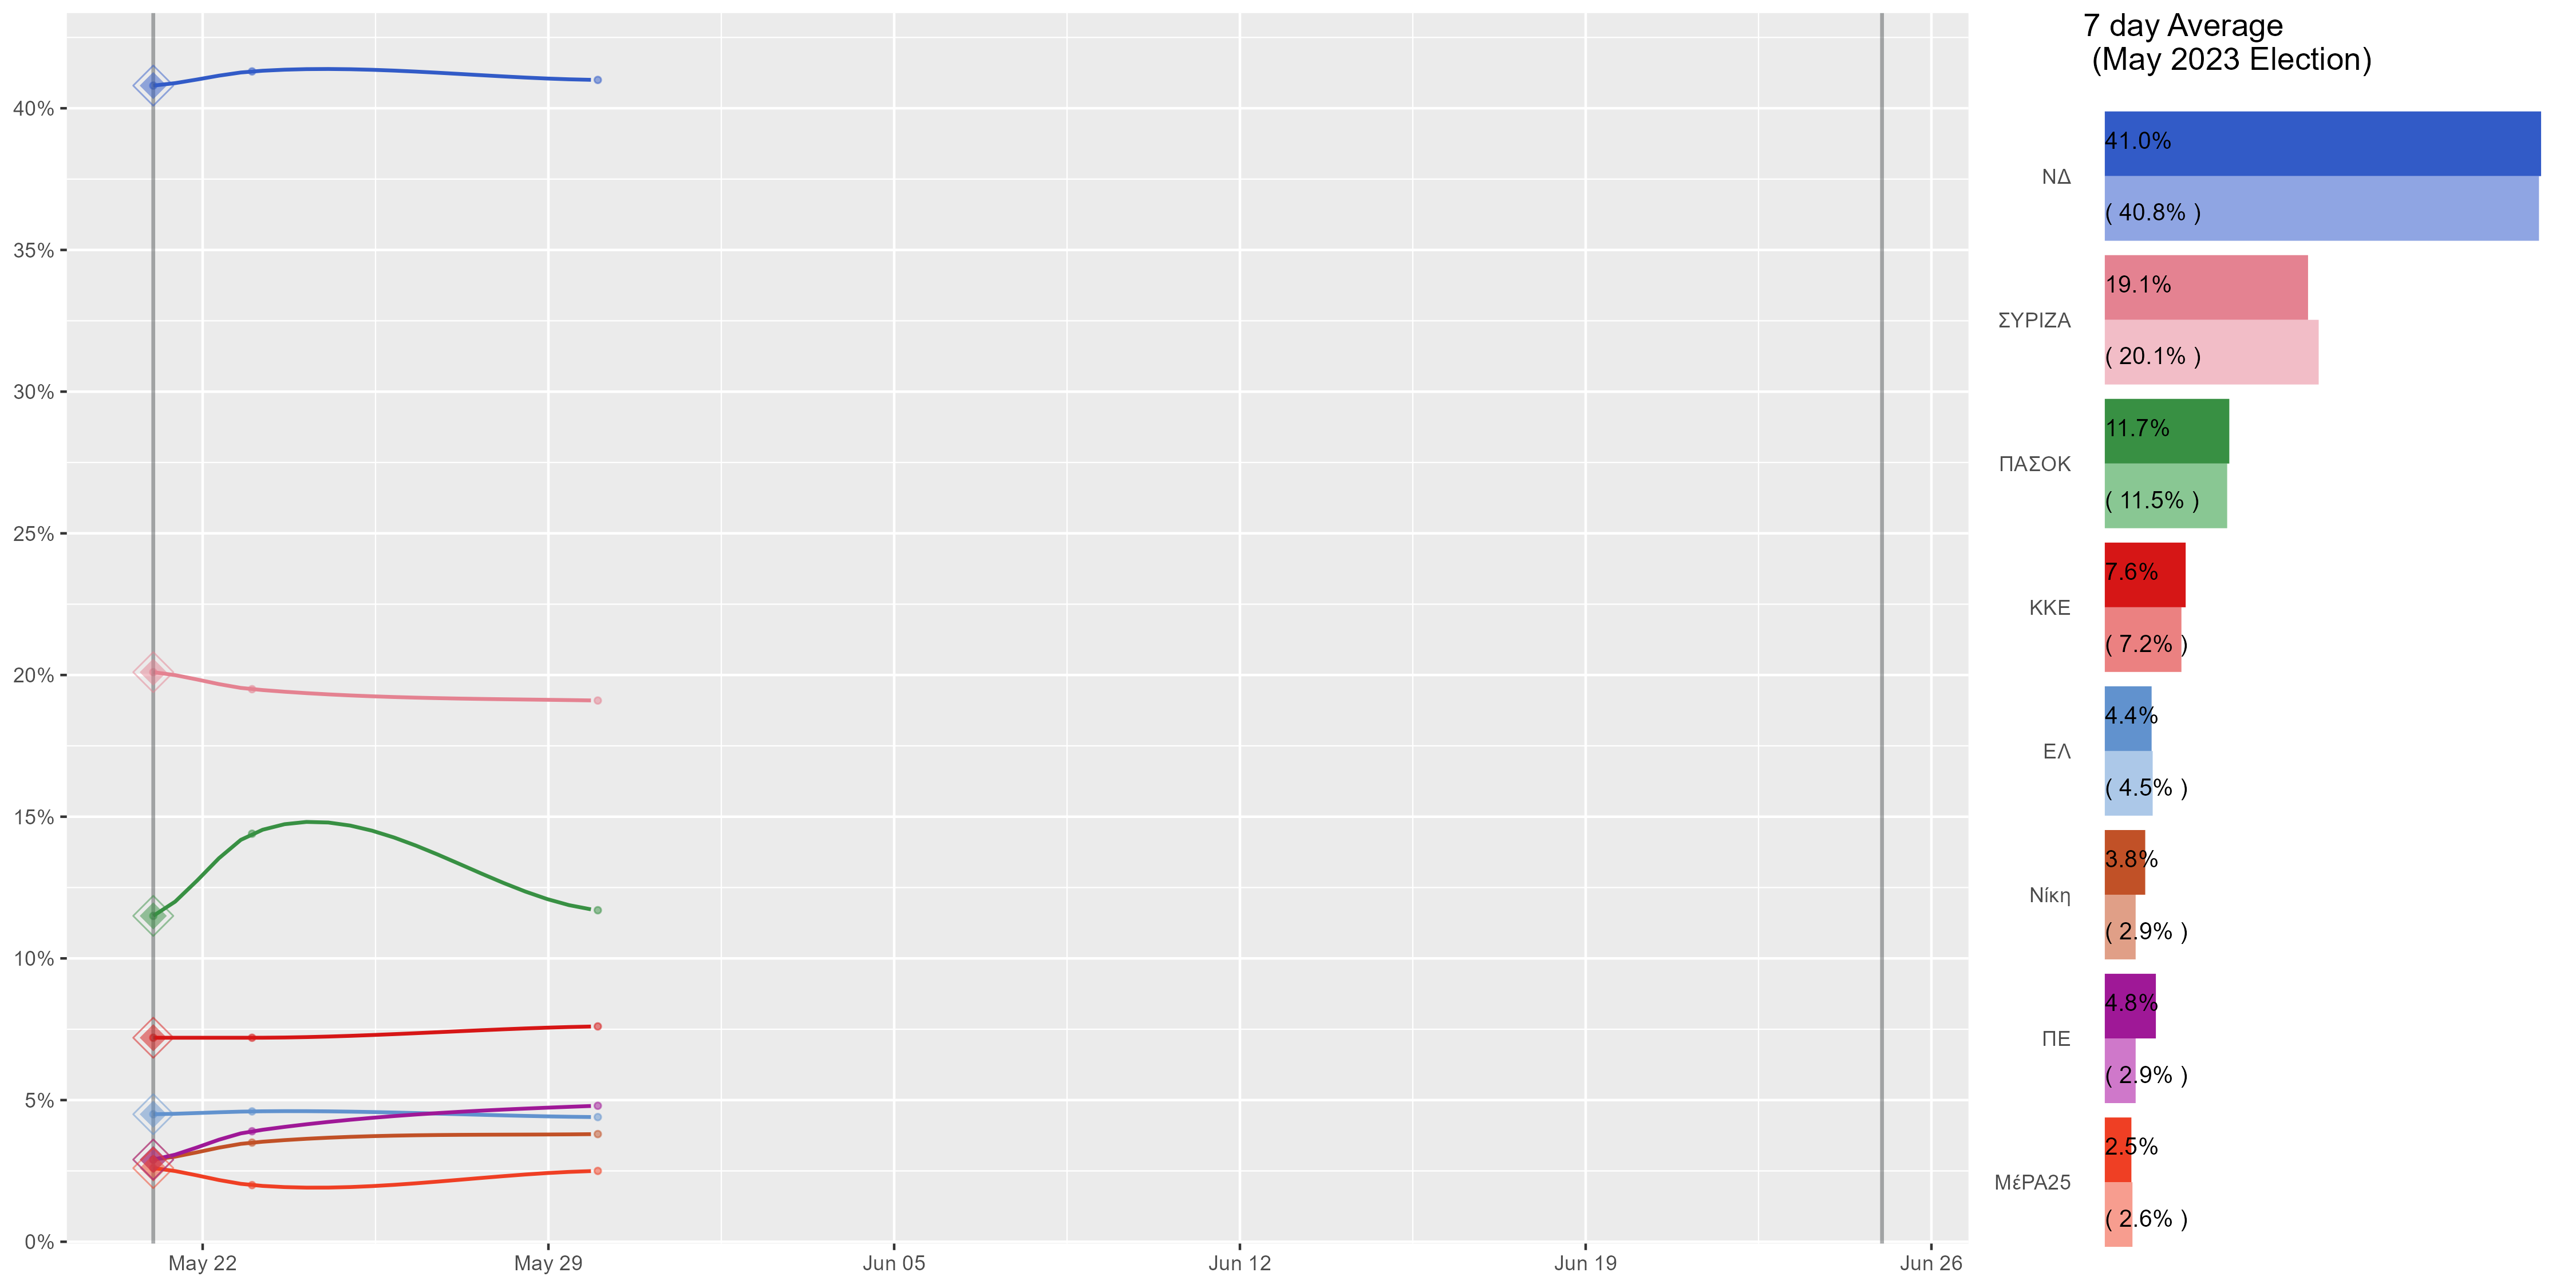 40%
35%
30%
25%
20%
15%
10%
5%
0%
May 22
May 29
Jun 05
Jun 12
Jun 19
Jun 26
7 day Average
(May 2023 Election)
ΝΔ
41.0%
( 40.8% )
ΣΥΡΙΖΑ
19.1%
( 20.1% )
ΠΑΣΟΚ
11.7%
( 11.5% )
ΚΚΕ
7.6%
( 7.2% )
ΕΛ
4.4%
( 4.5% )
Νίκη
3.8%
( 2.9% )
ΠΕ
4.8%
( 2.9% )
ΜέΡΑ25
2.5%
( 2.6% )